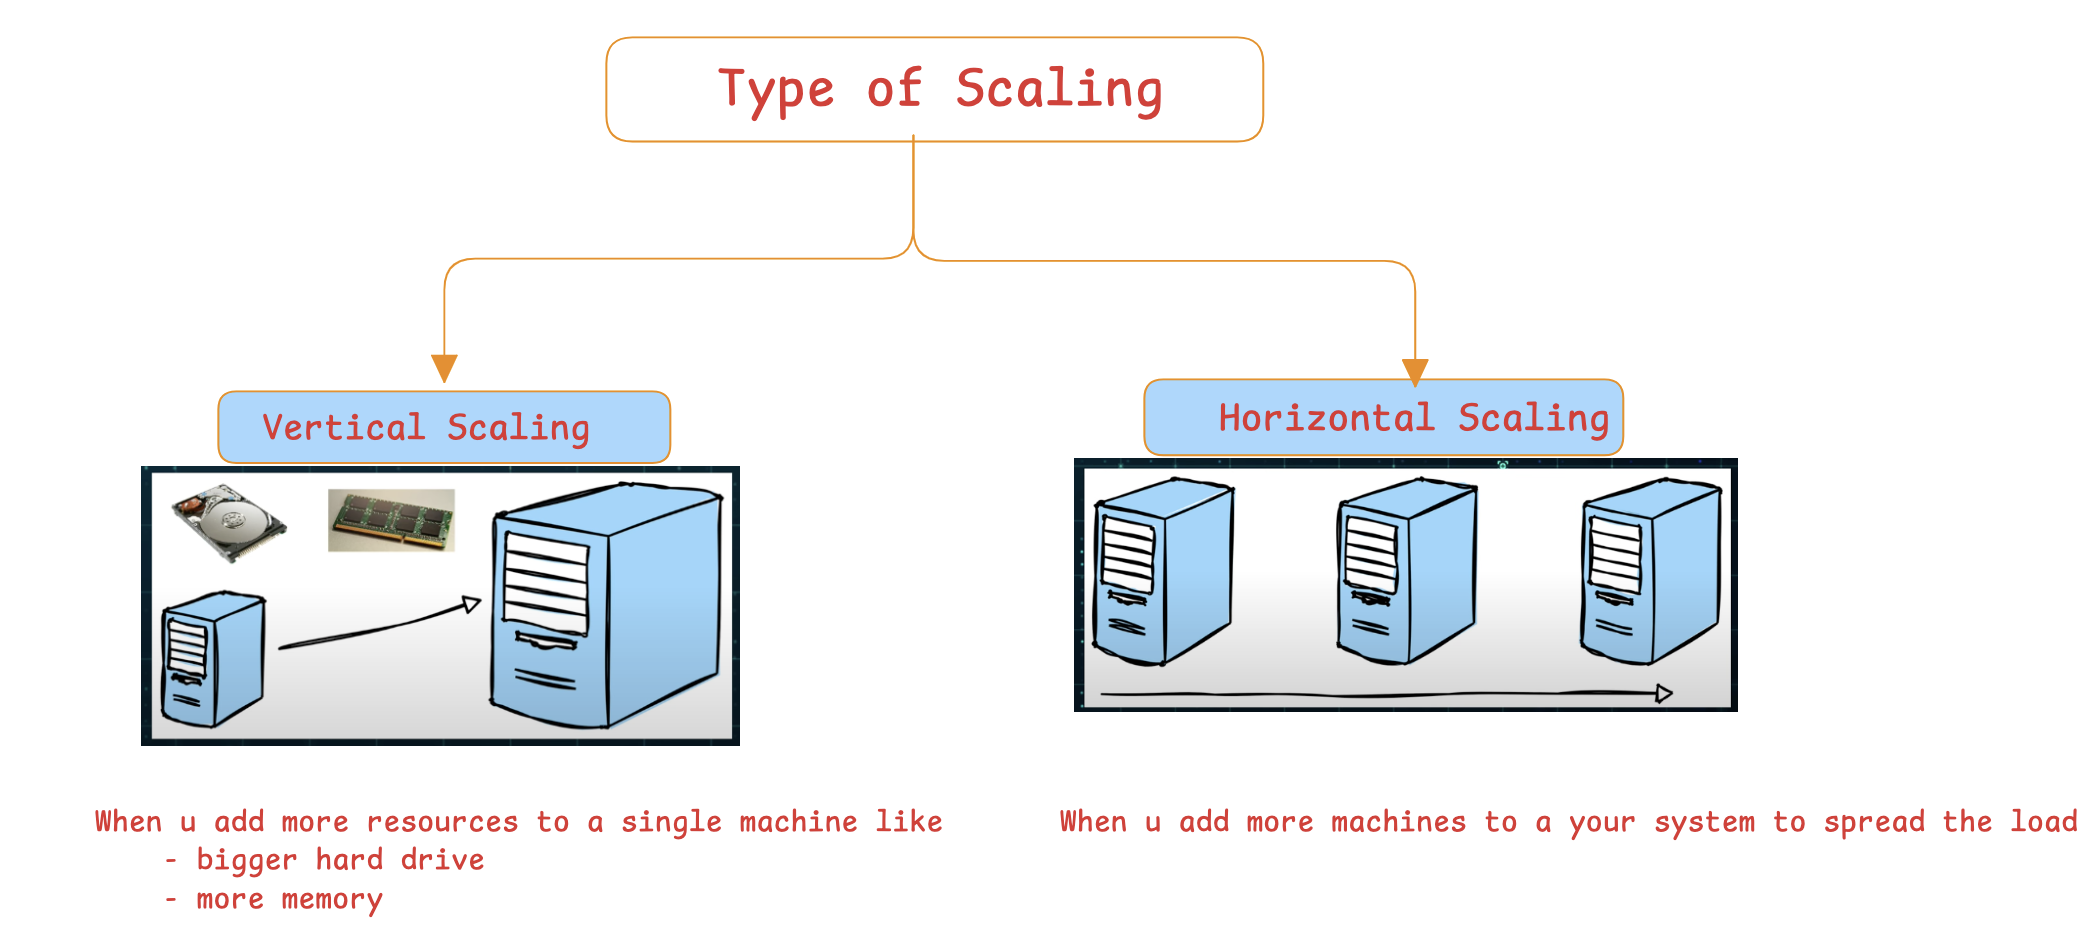 Type of Scaling
Vertical Scaling
Horizontal Scaling
When u add more resources to a single machine like
- bigger hard drive
- more memory
When u add more machines to a your system to spread the load